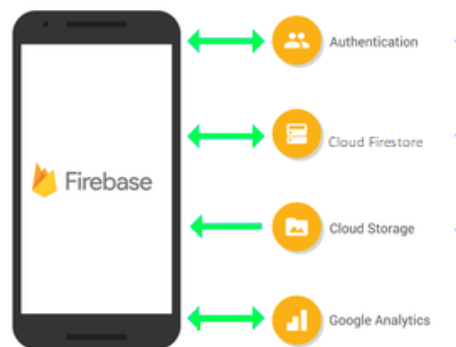 Authentication
Cloud Firestore
Firebase
Cloud Storage
Google Analytics